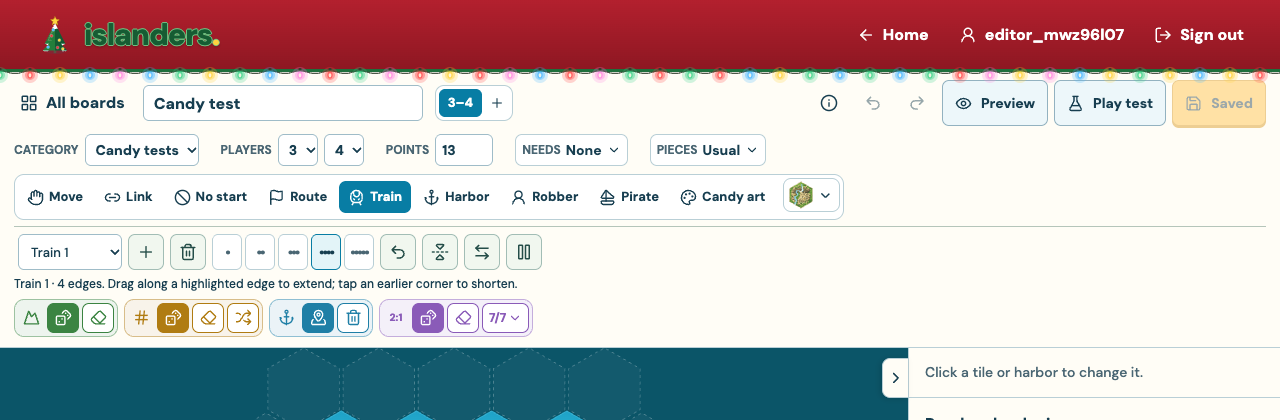 islanders.
Home
editor_mwz96l07
Sign out
All boards
Candy test
3–4
Preview
Play test
Saved
CATEGORY Candy tests PLAYERS 3 4 POINTS 13 NEEDS None PIECES Usual
Move Link No start Route Train Harbor Robber Pirate Candy art
Train 1
Train 1 · 4 edges. Drag along a highlighted edge to extend; tap an earlier corner to shorten.
2:1 7/7
Click a tile or harbor to change it.